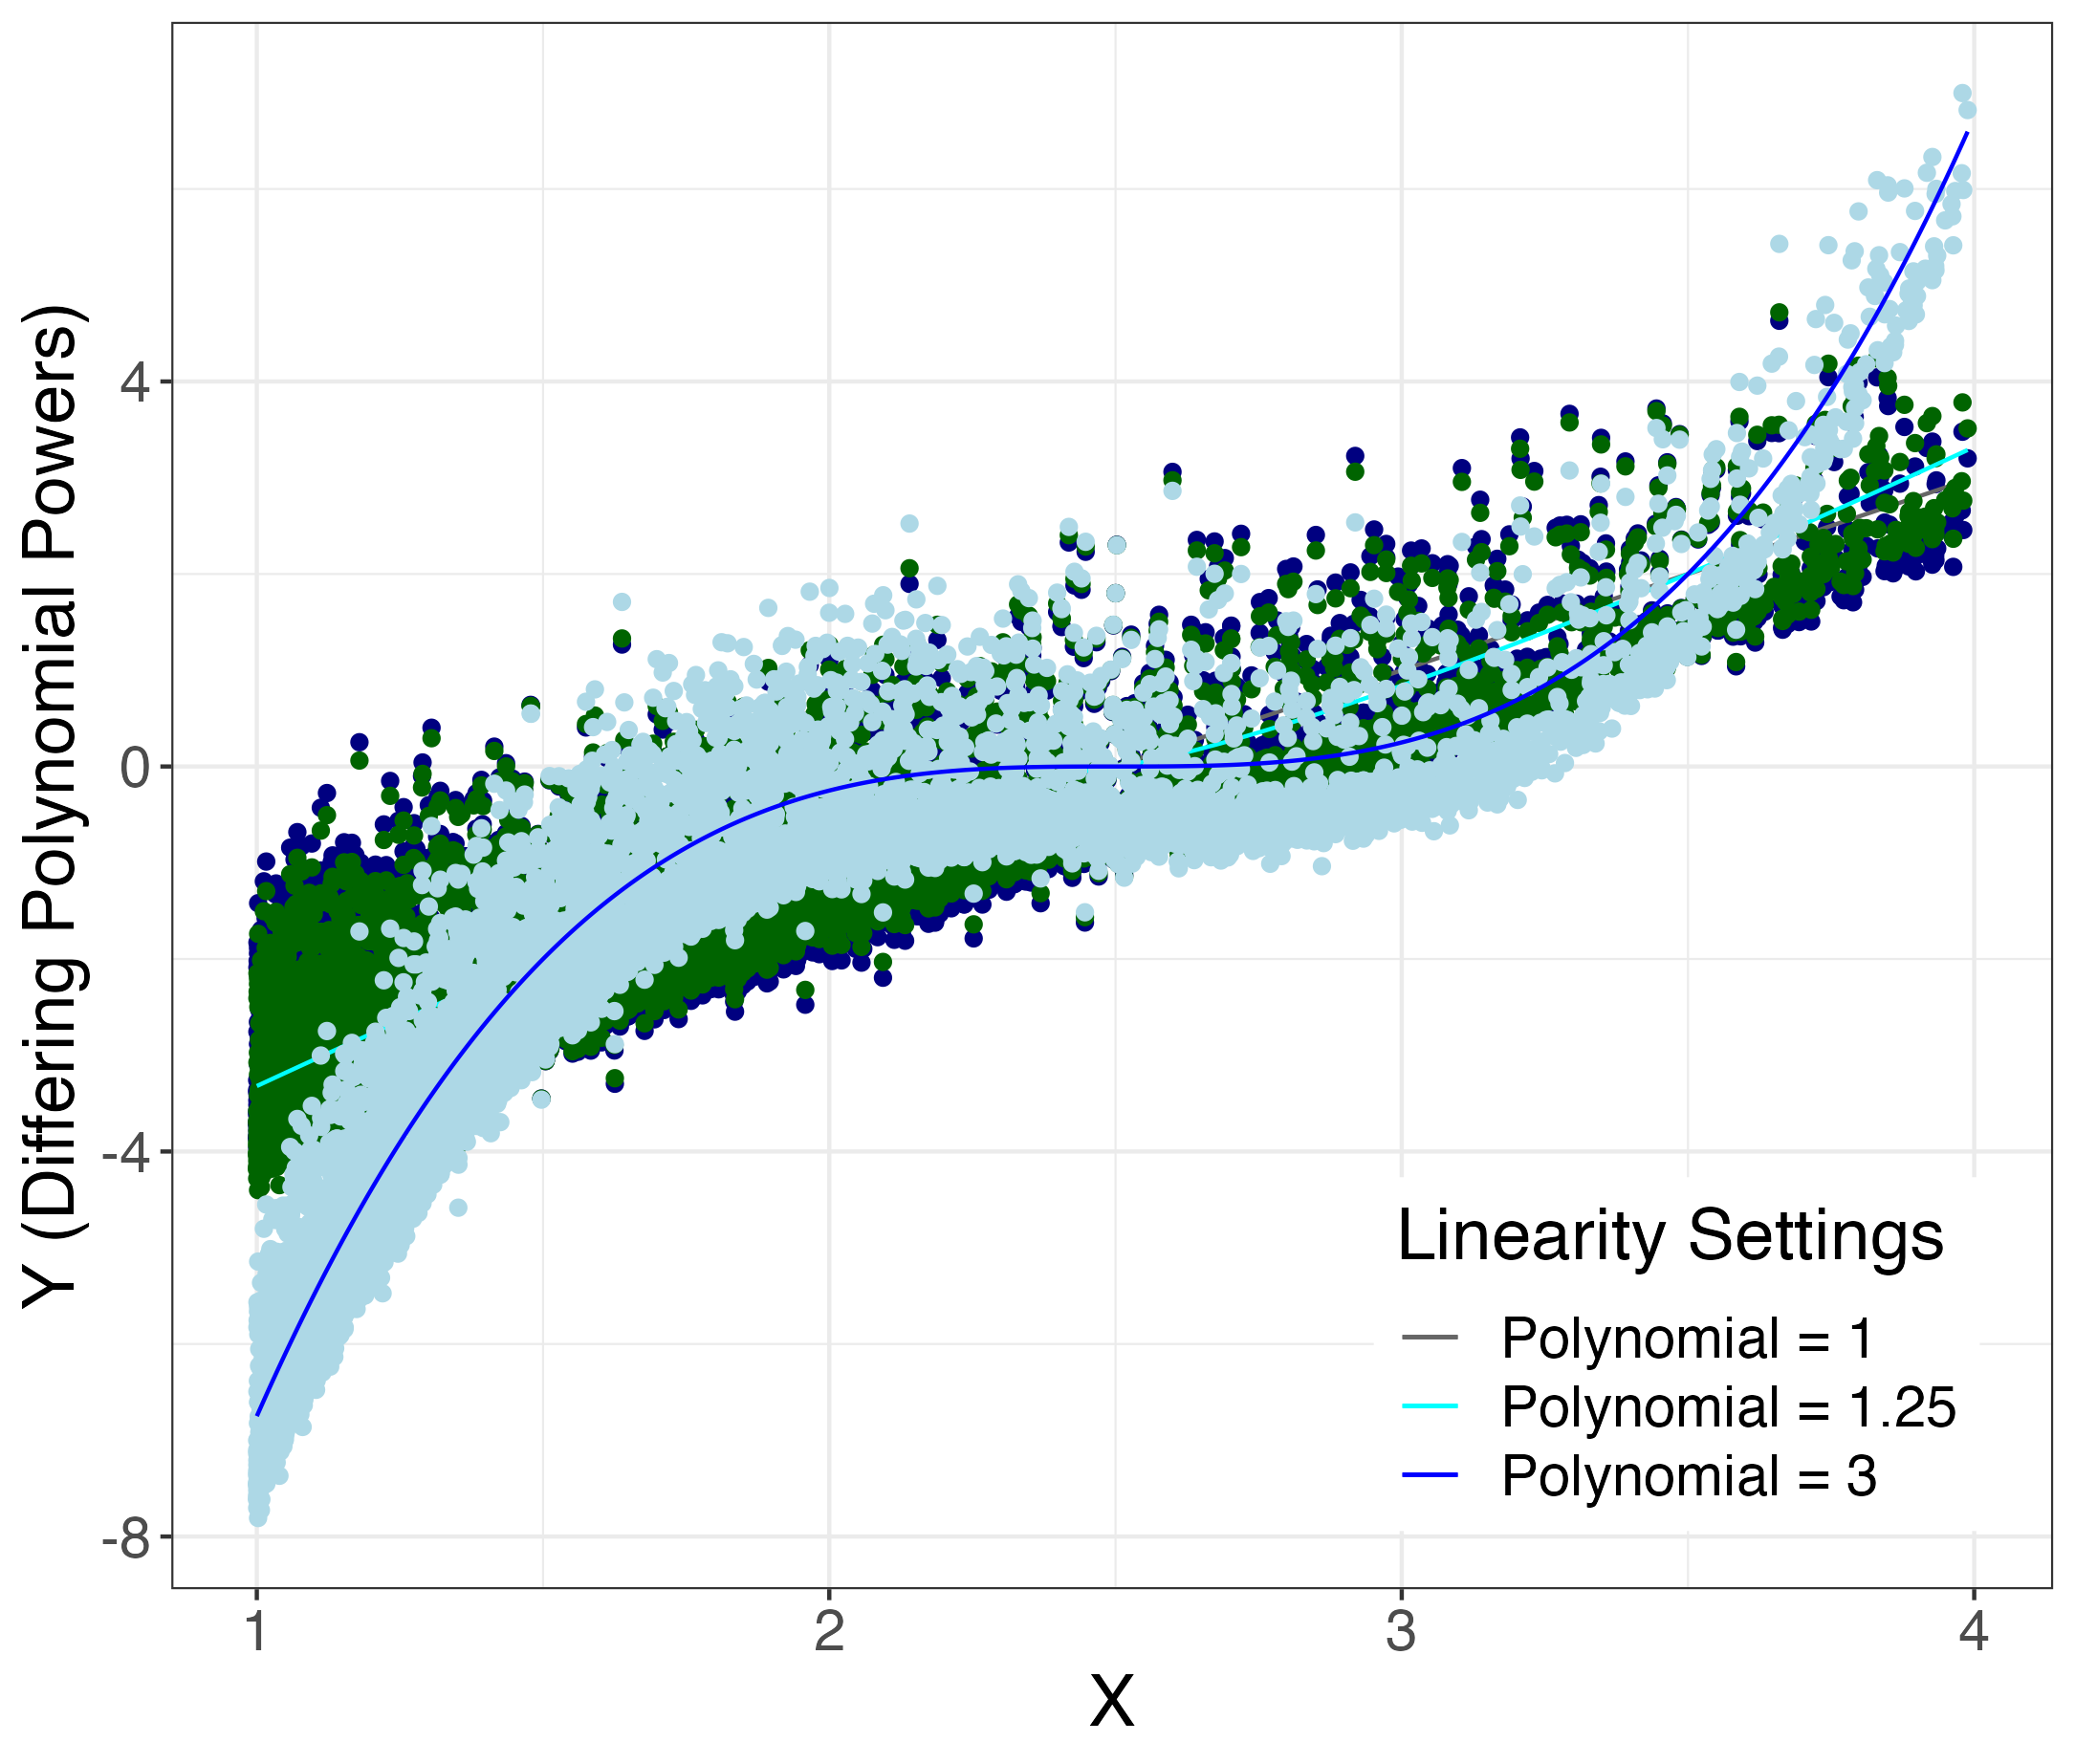 Y (Differing Polynomial Powers)
4
0
-4
-8
Linearity Settings
Polynomial = 1
Polynomial = 1.25
Polynomial = 3
1 2 3 4
X